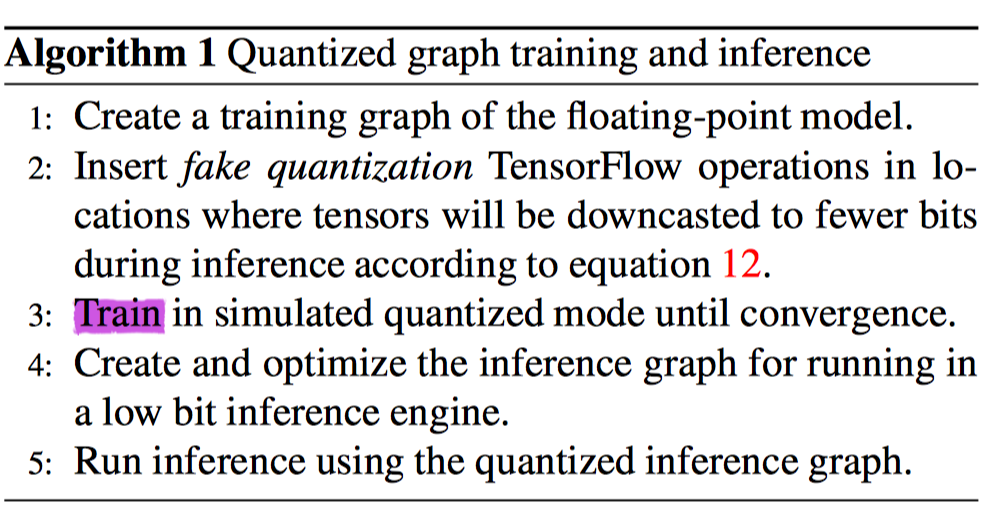 Algorithm 1 Quantized graph training and inference
1: Create a training graph of the floating-point model.
2: Insert fake quantization TensorFlow operations in lo-
cations where tensors will be downcasted to fewer bits
during inference according to equation 12.
3: Train in simulated quantized mode until convergence.
4: Create and optimize the inference graph for running in
a low bit inference engine.
5: Run inference using the quantized inference graph.